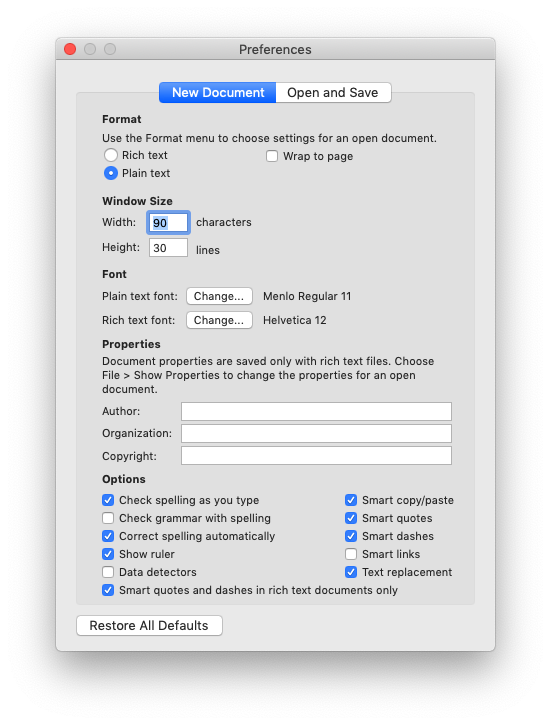 Preferences
New Document Open and Save
Format
Use the Format menu to choose settings for an open document.
Rich text Wrap to page
Plain text
Window Size
Width: 90 characters
Height: 30 lines
Font
Plain text font: Change... Menlo Regular 11
Rich text font: Change... Helvetica 12
Properties
Document properties are saved only with rich text files. Choose
File > Show Properties to change the properties for an open
document.
Author:
Organization:
Copyright:
Options
Check spelling as you type Smart copy/paste
Check grammar with spelling Smart quotes
Correct spelling automatically Smart dashes
Show ruler Smart links
Data detectors Text replacement
Smart quotes and dashes in rich text documents only
Restore All Defaults